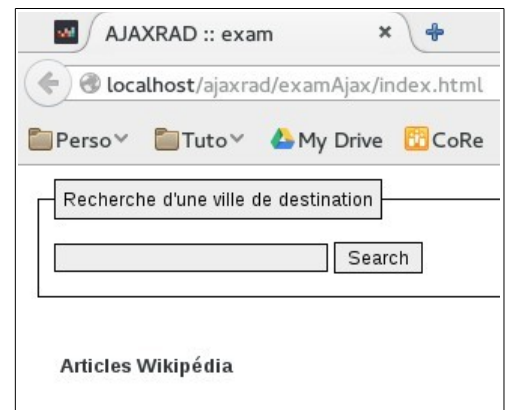 AJAXRAD :: exam
localhost/ajaxrad/examAjax/index.html
Perso Tuto My Drive CoRe
Recherche d'une ville de destination
Search
Articles Wikipédia